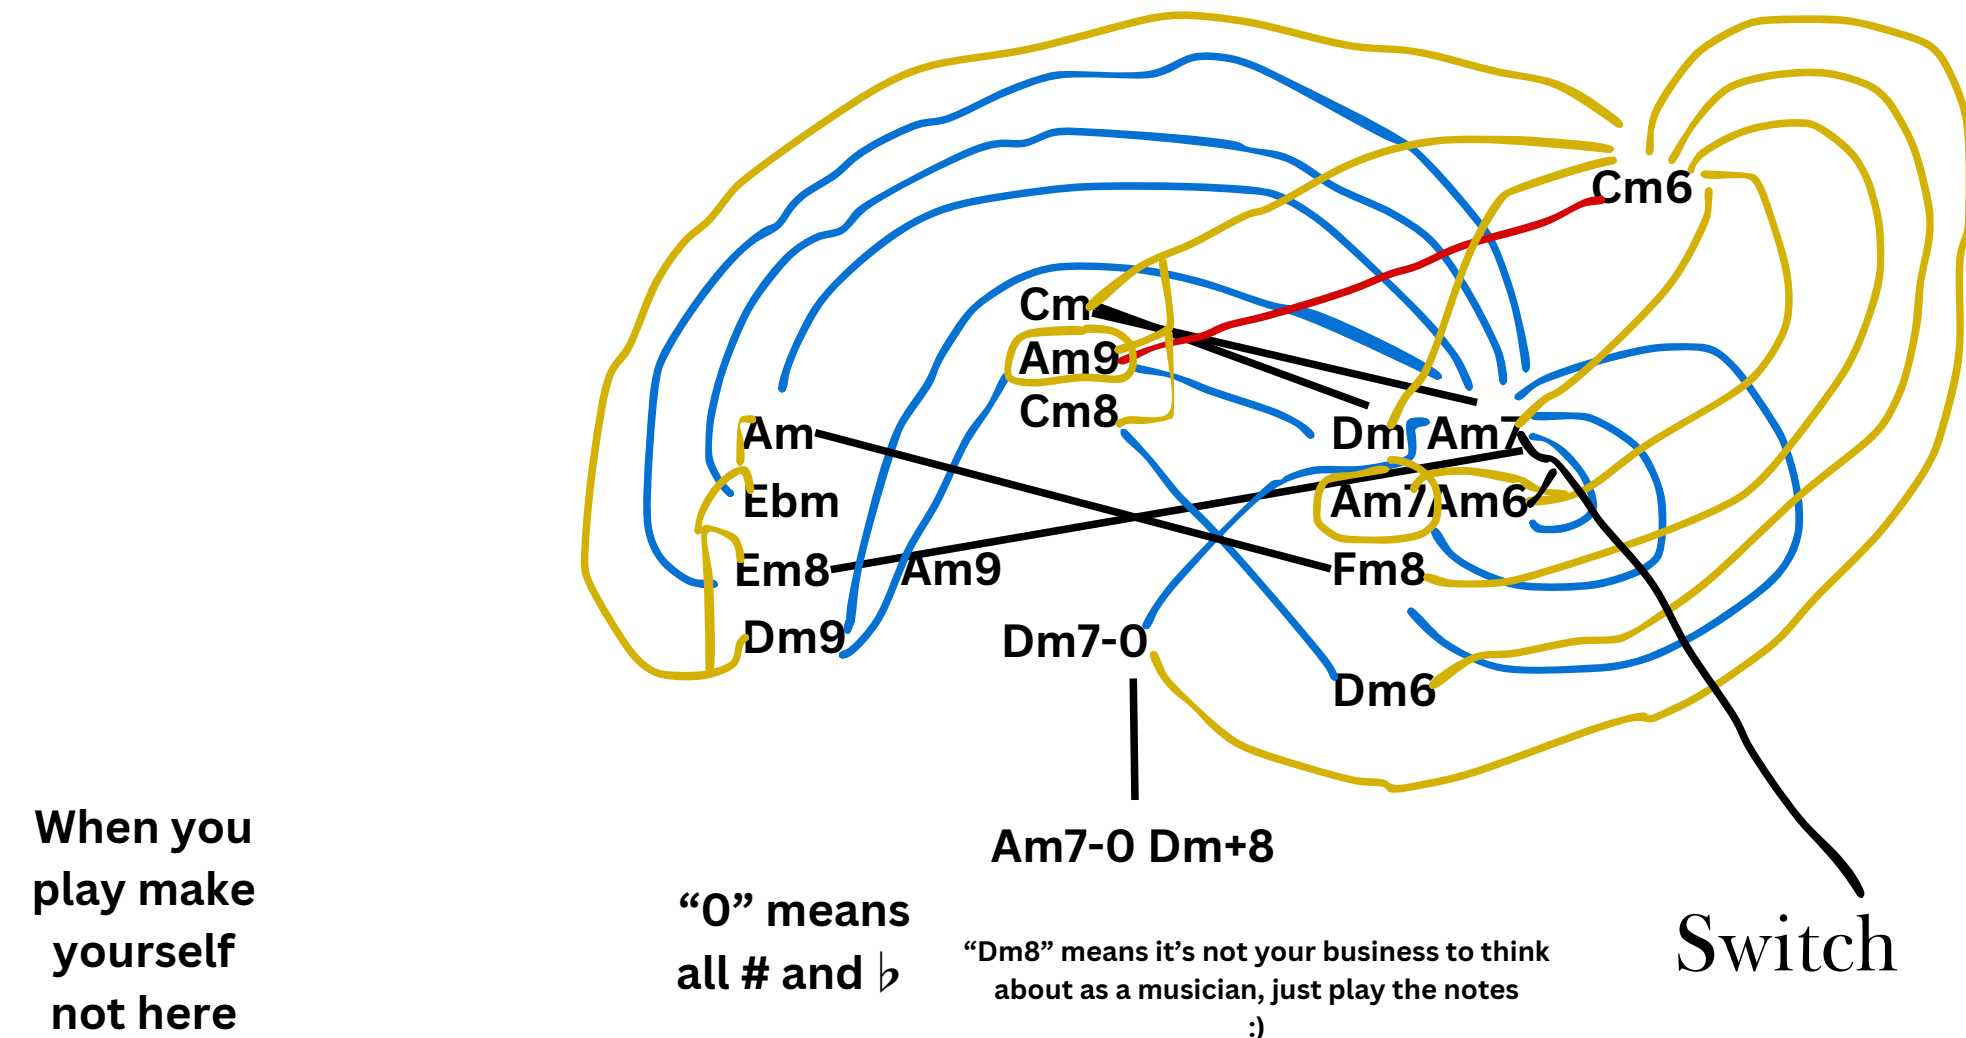 Cm6
Cm
Am9
Cm8
Am
Dm Am7
Ebm
Am7 Am6
Em8
Am9
Fm8
Dm9
Dm7-0
Dm6
Am7-0 Dm+8
When you
play make
yourself
not here
“0” means
all # and ♭
“Dm8” means it’s not your business to think
about as a musician, just play the notes
:)
Switch